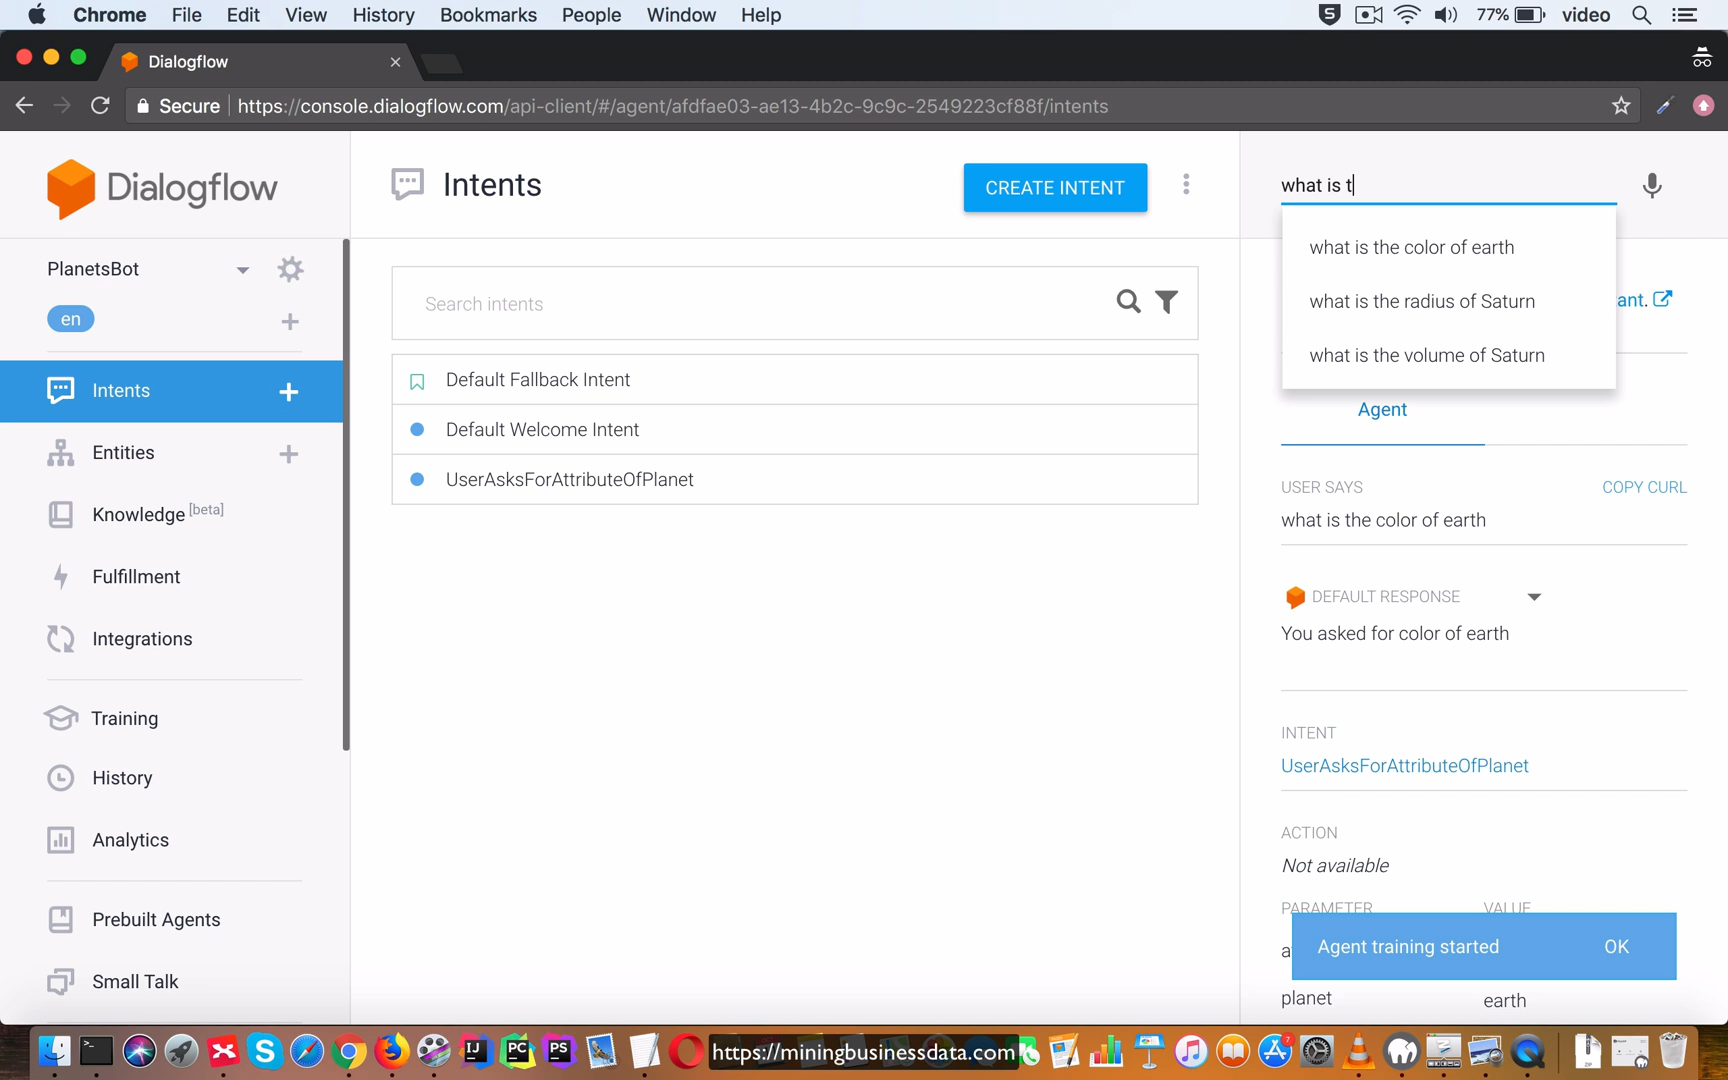 Chrome File Edit View History Bookmarks People Window Help
S 77% video
Dialogflow
Secure https://console.dialogflow.com/api-client/#/agent/afdfae03-ae13-4b2c-9c9c-2549223cf88f/intents
Dialogflow
Intents
CREATE INTENT
what is t
what is the color of earth
what is the radius of Saturn
what is the volume of Saturn
ant.
PlanetsBot
en
Search intents
Intents
Default Fallback Intent
Default Welcome Intent
UserAsksForAttributeOfPlanet
Entities
Knowledge [beta]
Fulfillment
Integrations
Training
History
Analytics
Prebuilt Agents
Small Talk
Agent
USER SAYS COPY CURL
what is the color of earth
DEFAULT RESPONSE
You asked for color of earth
INTENT
UserAsksForAttributeOfPlanet
ACTION
Not available
PARAMETER VALUE
Agent training started OK
planet earth
IJ PC PS
https://miningbusinessdata.com